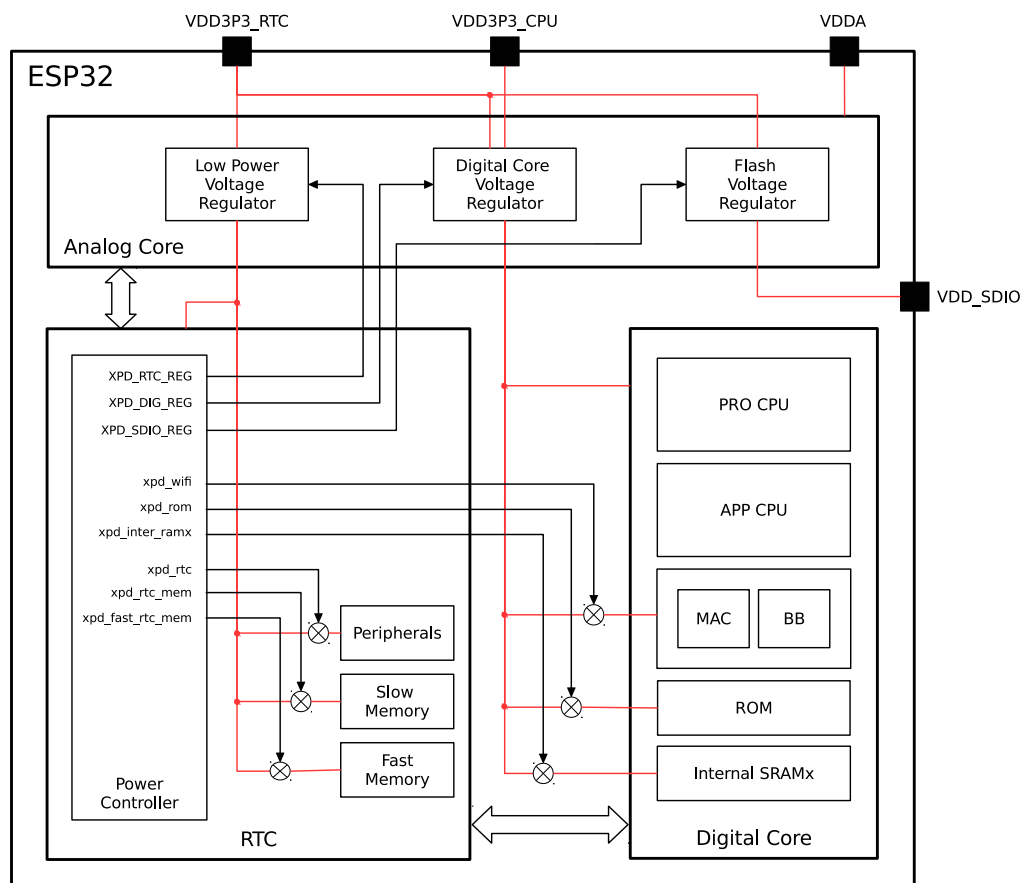 VDD3P3_RTC
VDD3P3_CPU
VDDA
ESP32
Low Power
Voltage
Regulator
Digital Core
Voltage
Regulator
Flash
Voltage
Regulator
Analog Core
VDD_SDIO
XPD_RTC_REG
XPD_DIG_REG
XPD_SDIO_REG
xpd_wifi
xpd_rom
xpd_inter_ramx
xpd_rtc
xpd_rtc_mem
xpd_fast_rtc_mem
Power
Controller
Peripherals
Slow
Memory
Fast
Memory
RTC
PRO CPU
APP CPU
MAC
BB
ROM
Internal SRAMx
Digital Core